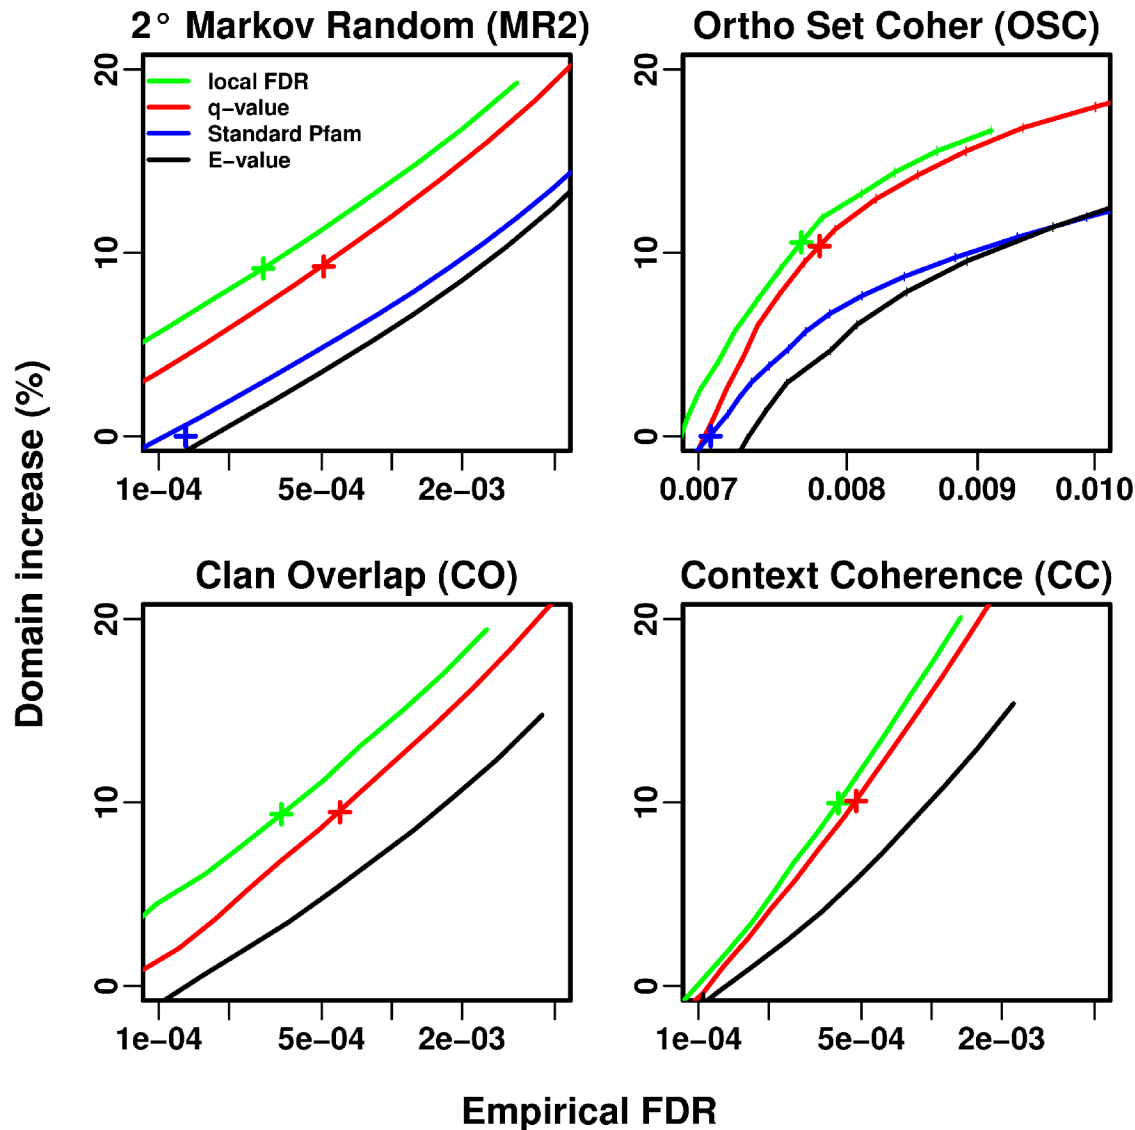 2° Markov Random (MR2)
Ortho Set Coher (OSC)
local FDR
q−value
Standard Pfam
E−value
20
10
0
1e−04 5e−04 2e−03
0.007 0.008 0.009 0.010
Clan Overlap (CO)
Context Coherence (CC)
20
10
0
20
10
0
1e−04 5e−04 2e−03
20
10
0
1e−04 5e−04 2e−03
Domain increase (%)
Empirical FDR